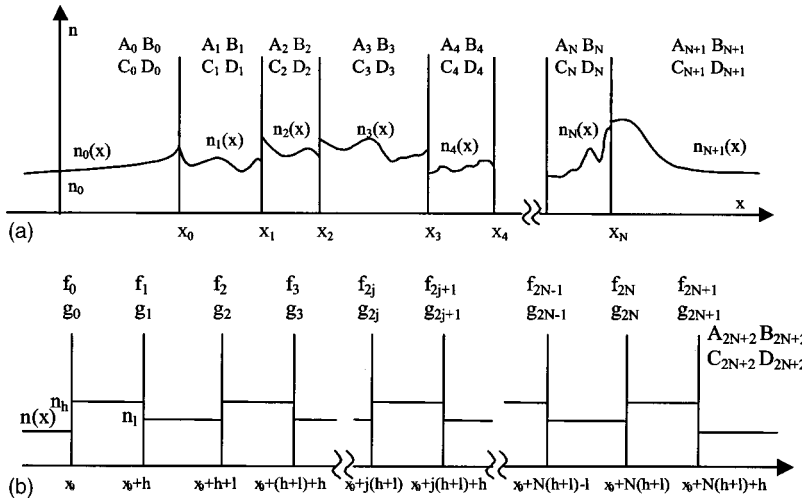 n
A₀ B₀ A₁ B₁ A₂ B₂ A₃ B₃ A₄ B₄ A_N B_N A_{N+1} B_{N+1}
C₀ D₀ C₁ D₁ C₂ D₂ C₃ D₃ C₄ D₄ C_N D_N C_{N+1} D_{N+1}
n₀(x) n₁(x) n₂(x) n₃(x) n₄(x) n_N(x) n_{N+1}(x)
n₀
x
(a) x₀ x₁ x₂ x₃ x₄ x_N
f₀ f₁ f₂ f₃ f_{2j} f_{2j+1} f_{2N-1} f_{2N} f_{2N+1}
g₀ g₁ g₂ g₃ g_{2j} g_{2j+1} g_{2N-1} g_{2N} g_{2N+1}
A_{2N+2} B_{2N+2}
C_{2N+2} D_{2N+2}
n_h
n(x) n_l
(b) x₀ x₀+h x₀+h+l x₀+(h+l)+h x₀+j(h+l) x₀+j(h+l)+h x₀+N(h+l)-l x₀+N(h+l) x₀+N(h+l)+h